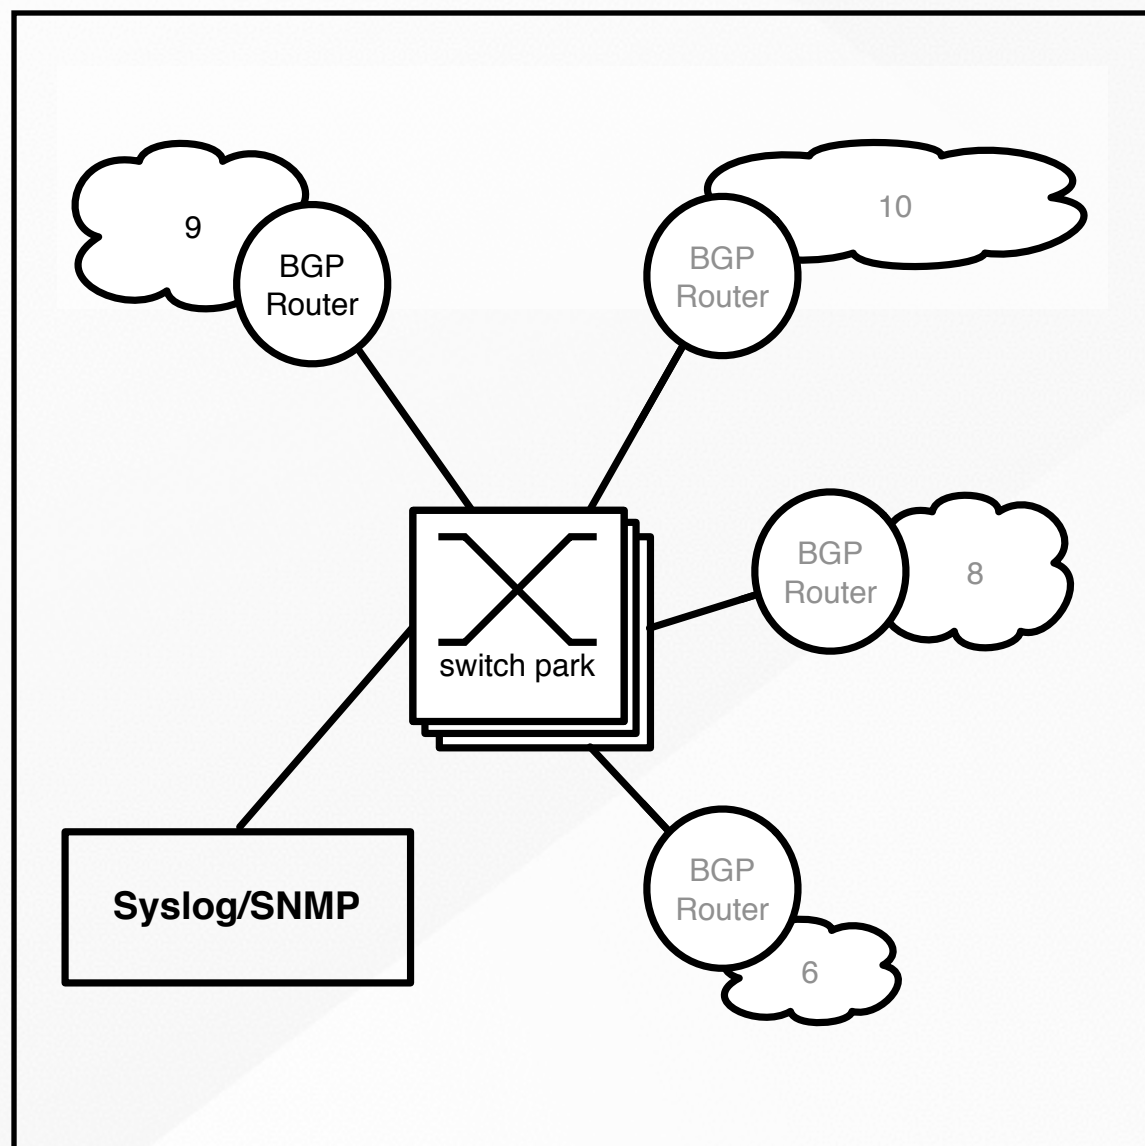 9
BGP
Router
10
BGP
Router
BGP
Router
8
switch park
Syslog/SNMP
BGP
Router
6